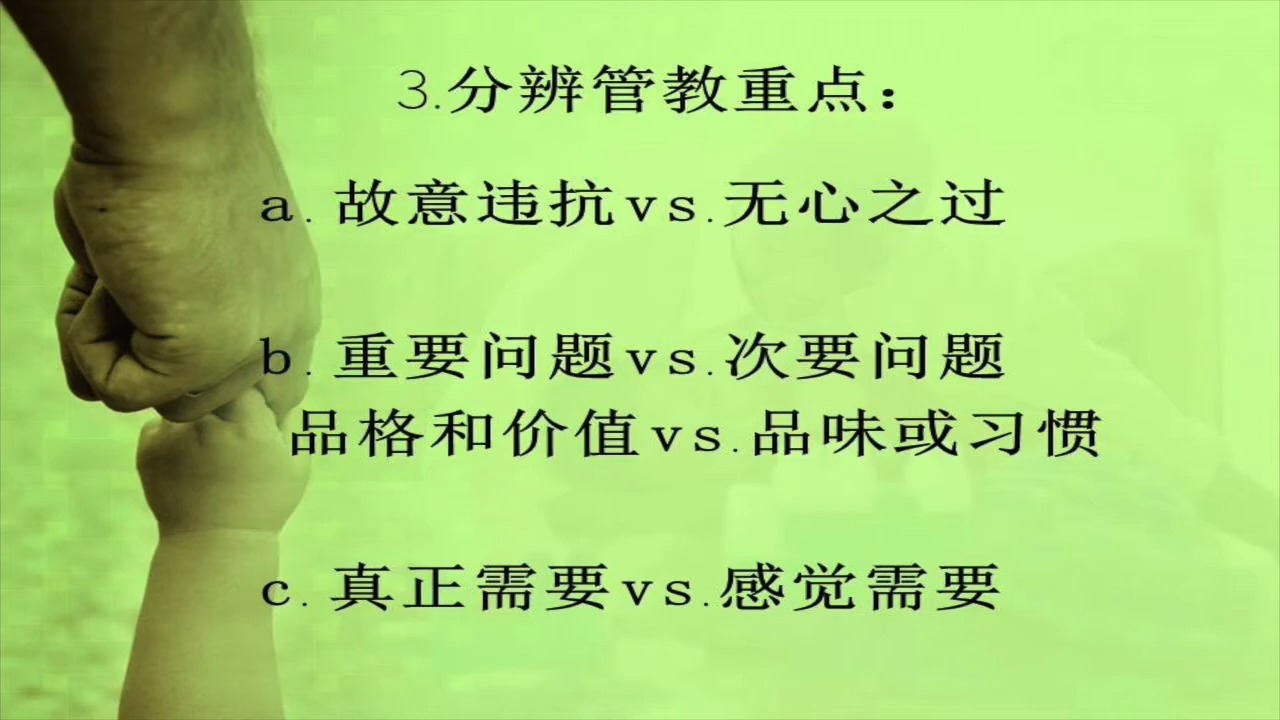 3.分辨管教重点：
a.故意违抗vs.无心之过
b.重要问题vs.次要问题
品格和价值vs.品味或习惯
c.真正需要vs.感觉需要